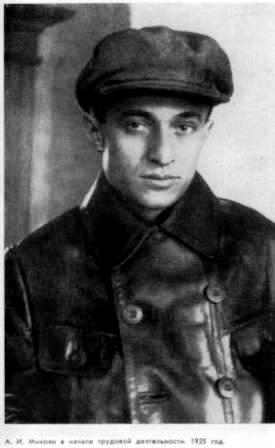 А. И. Микоян в начале трудовой деятельности. 1925 год.